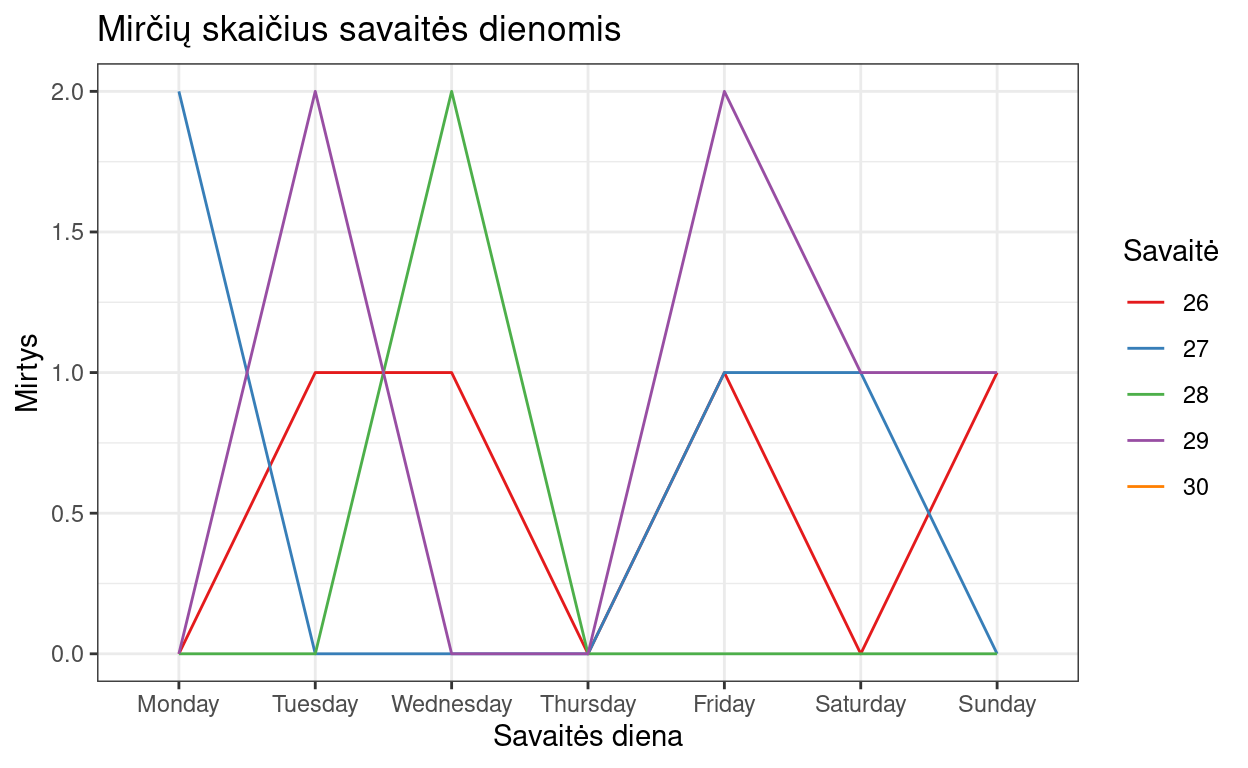 Mirčių skaičius savaitės dienomis
Mirtys
2.0
1.5
1.0
0.5
0.0
Monday Tuesday Wednesday Thursday Friday Saturday Sunday
Savaitės diena
Savaitė
26
27
28
29
30